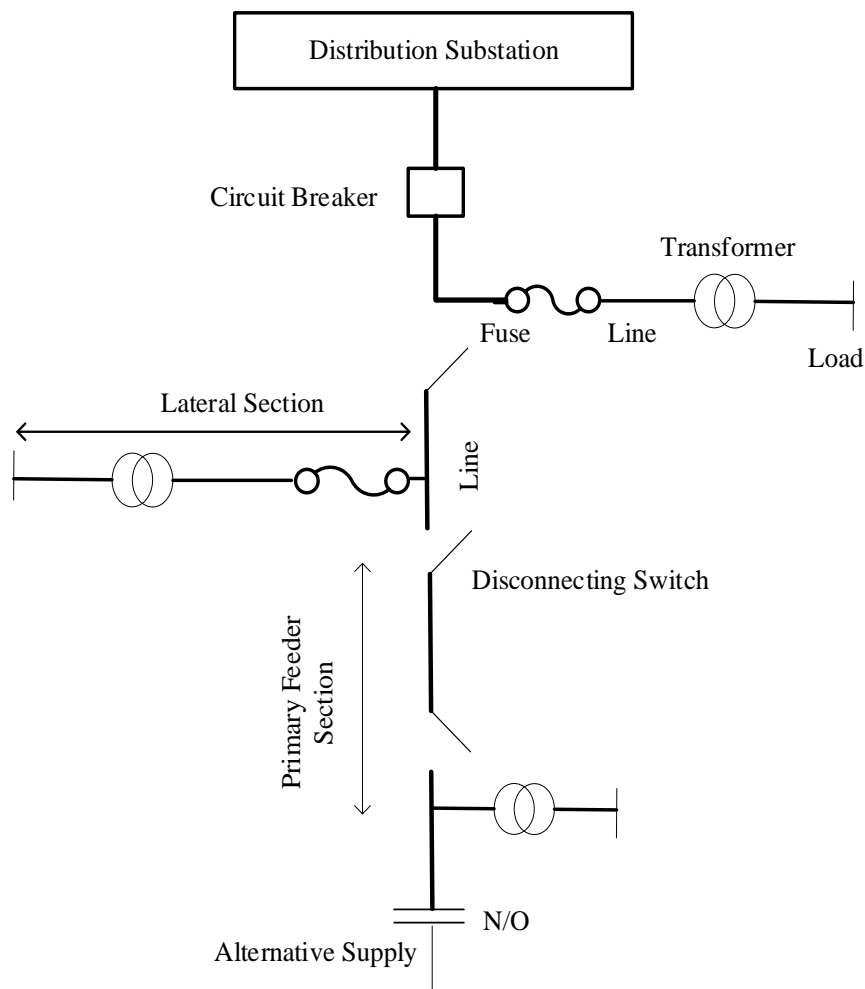 Distribution Substation
Circuit Breaker
Transformer
Fuse
Line
Load
Lateral Section
Line
Disconnecting Switch
Primary Feeder
Section
N/O
Alternative Supply